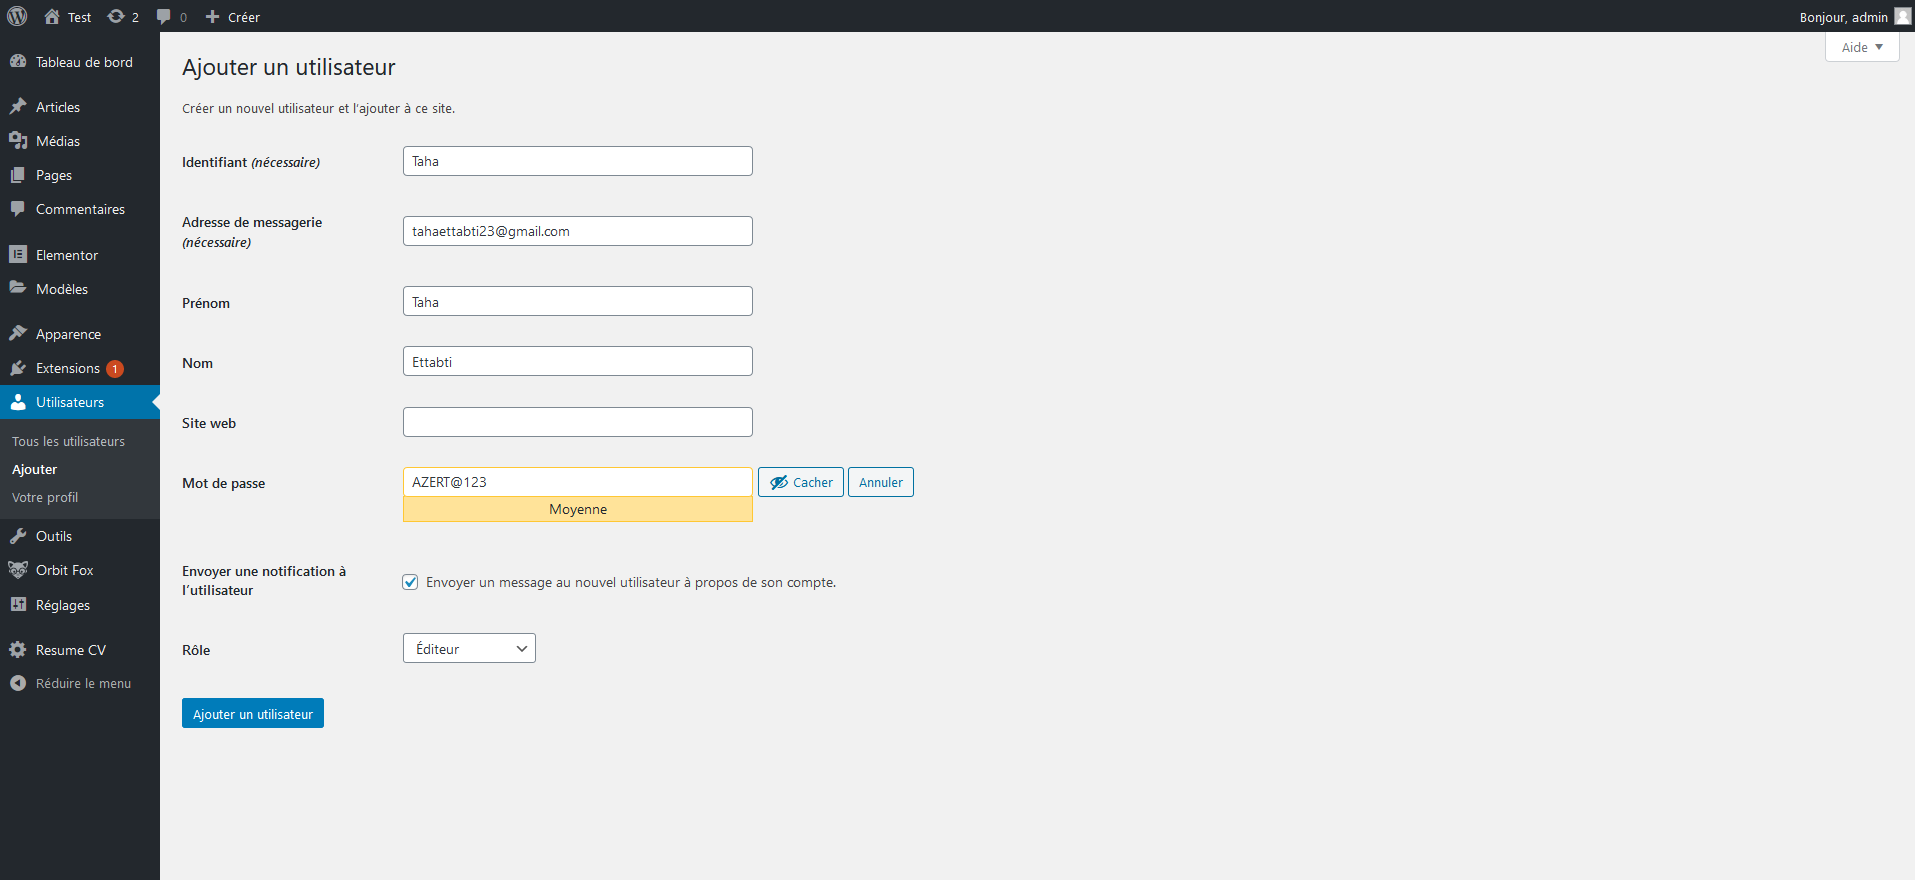 Test 2 0 Créer
Bonjour, admin
Aide
Tableau de bord
Articles
Médias
Pages
Commentaires
Elementor
Modèles
Apparence
Extensions 1
Utilisateurs
Tous les utilisateurs
Ajouter
Votre profil
Outils
Orbit Fox
Réglages
Resume CV
Réduire le menu
Ajouter un utilisateur
Créer un nouvel utilisateur et l'ajouter à ce site.
Identifiant (nécessaire) Taha
Adresse de messagerie
(nécessaire)
tahaettabti23@gmail.com
Prénom Taha
Nom Ettabti
Site web
Mot de passe AZERT@123 Cacher Annuler
Moyenne
Envoyer une notification à
l’utilisateur
Envoyer un message au nouvel utilisateur à propos de son compte.
Rôle Éditeur
Ajouter un utilisateur